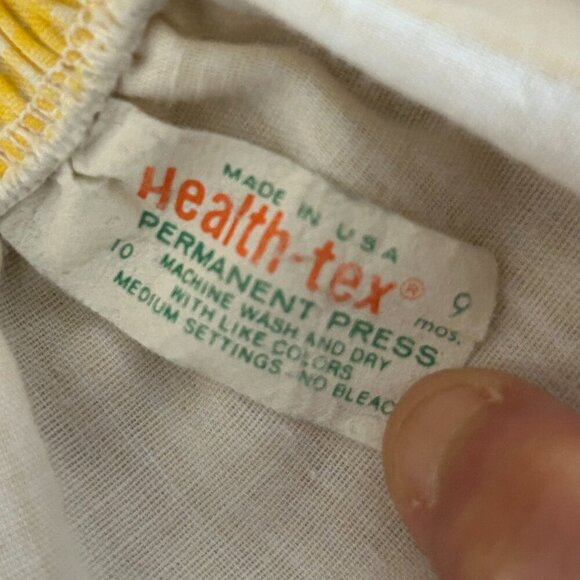 MADE IN USA
Health-tex®
9 mos.
PERMANENT PRESS
10 MACHINE WASH AND DRY
WITH LIKE COLORS
MEDIUM SETTINGS-NO BLEAC